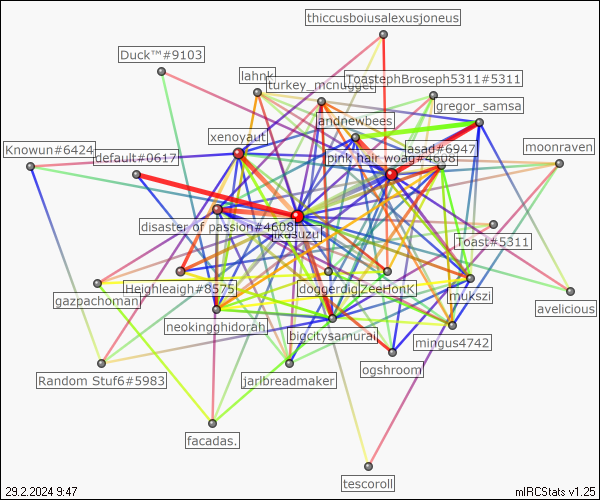 thiccusboiusalexusjoneus
Duck™#9103
lahnk
turkey_mcnugget
ToastephBroseph5311#5311
gregor_samsa
andnewbees
xenoyaut
Knowun#6424
default#0617
pink hair woag#4608
asad#6947
moonraven
disaster of passion#4608
Toast#5311
Heighleaigh#8575
ZeeHonK
mukszi
gazpachoman
avelicious
neokingghidorah
bigcitysamurai
mingus4742
Random Stuf6#5983
jarlbreadmaker
ogshroom
facadas.
tescoroll
29.2.2024 9:47
mIRCStats v1.25